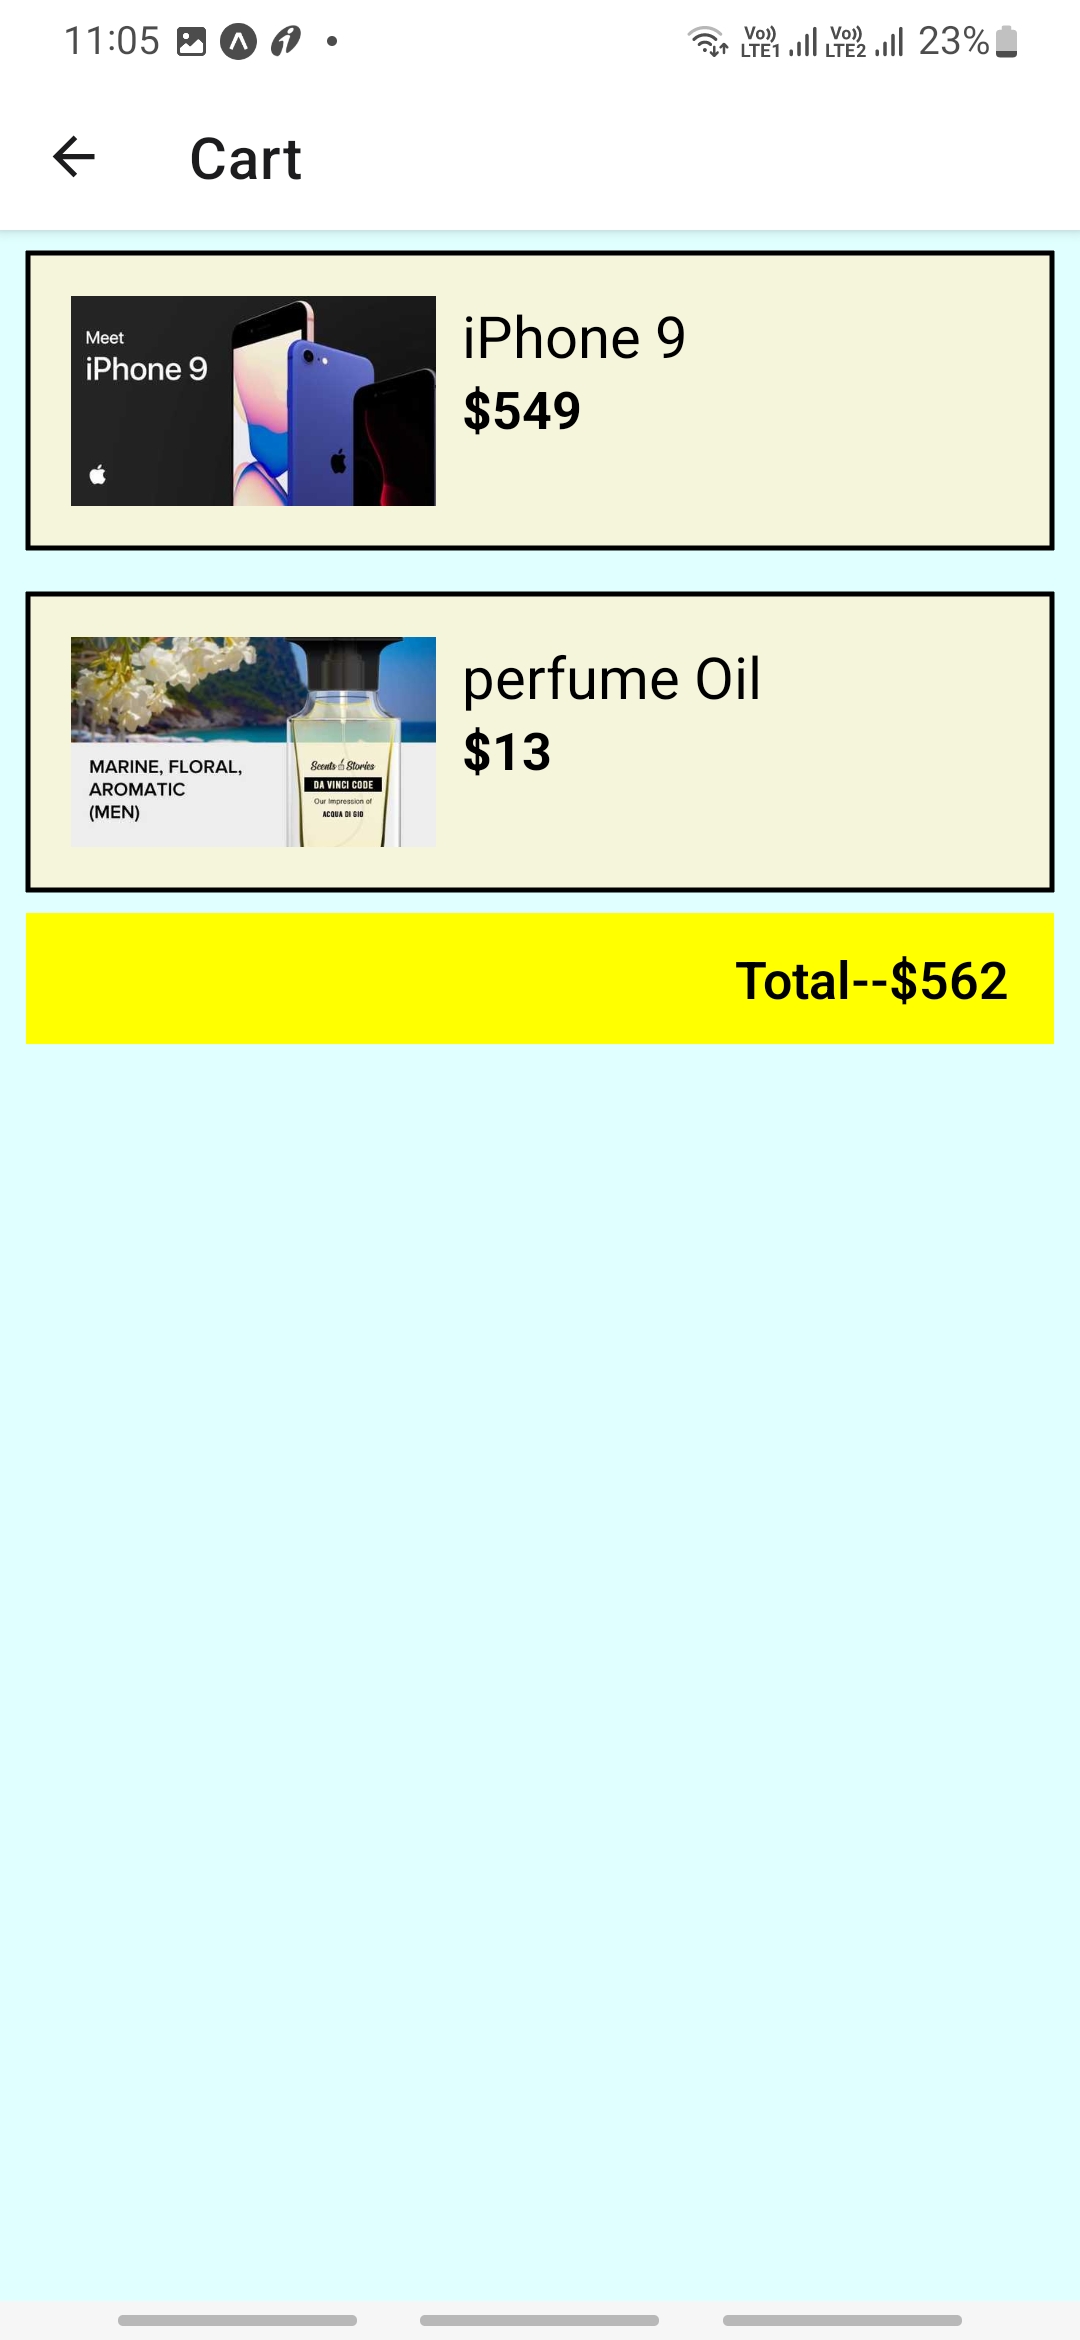 11:05
Vo)) LTE1 Vo)) LTE2 23%
Cart
Meet
iPhone 9
iPhone 9
$549
MARINE, FLORAL,
AROMATIC
(MEN)
Scents n Stories
DA VINCI CODE
Our Impression of
ACQUA DI GIO
perfume Oil
$13
Total--$562